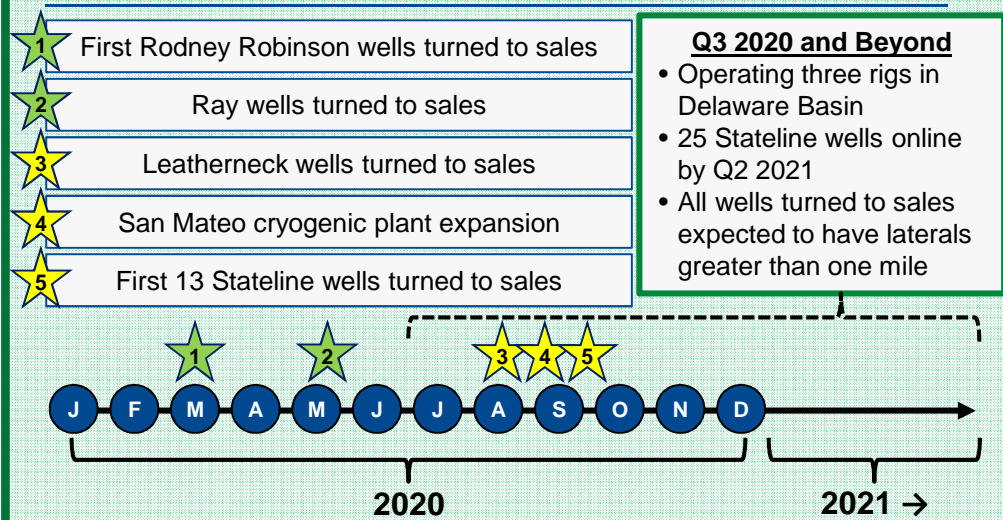 1 First Rodney Robinson wells turned to sales
2 Ray wells turned to sales
3 Leatherneck wells turned to sales
4 San Mateo cryogenic plant expansion
5 First 13 Stateline wells turned to sales
Q3 2020 and Beyond
• Operating three rigs in
Delaware Basin
• 25 Stateline wells online
by Q2 2021
• All wells turned to sales
expected to have laterals
greater than one mile
1 2 3 4 5
J F M A M J J A S O N D
2020 2021 →